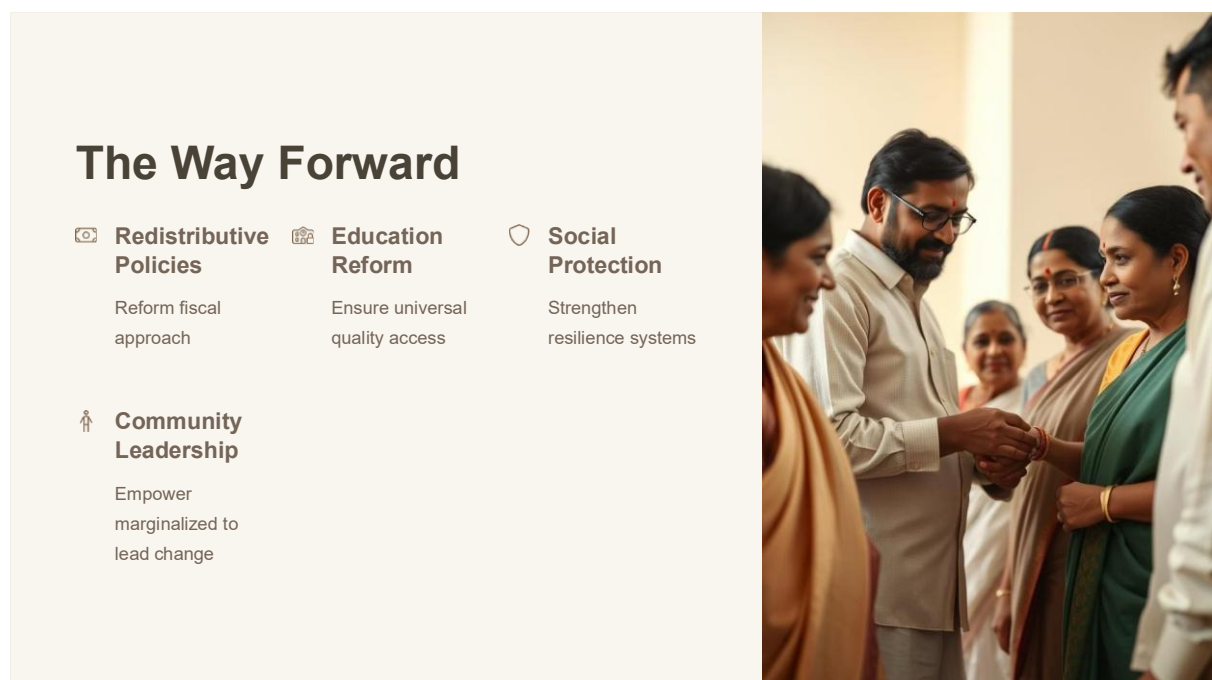 The Way Forward
Redistributive
Policies
Reform fiscal
approach
Education
Reform
Ensure universal
quality access
Social
Protection
Strengthen
resilience systems
Community
Leadership
Empower
marginalized to
lead change